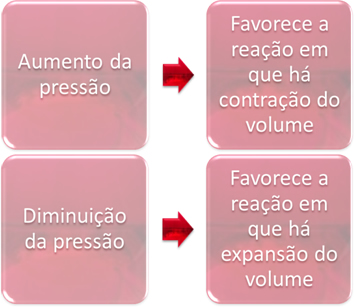 Aumento da
pressão
Favorece a
reação em
que há
contração do
volume
Diminuição
da pressão
Favorece a
reação em
que há
expansão do
volume